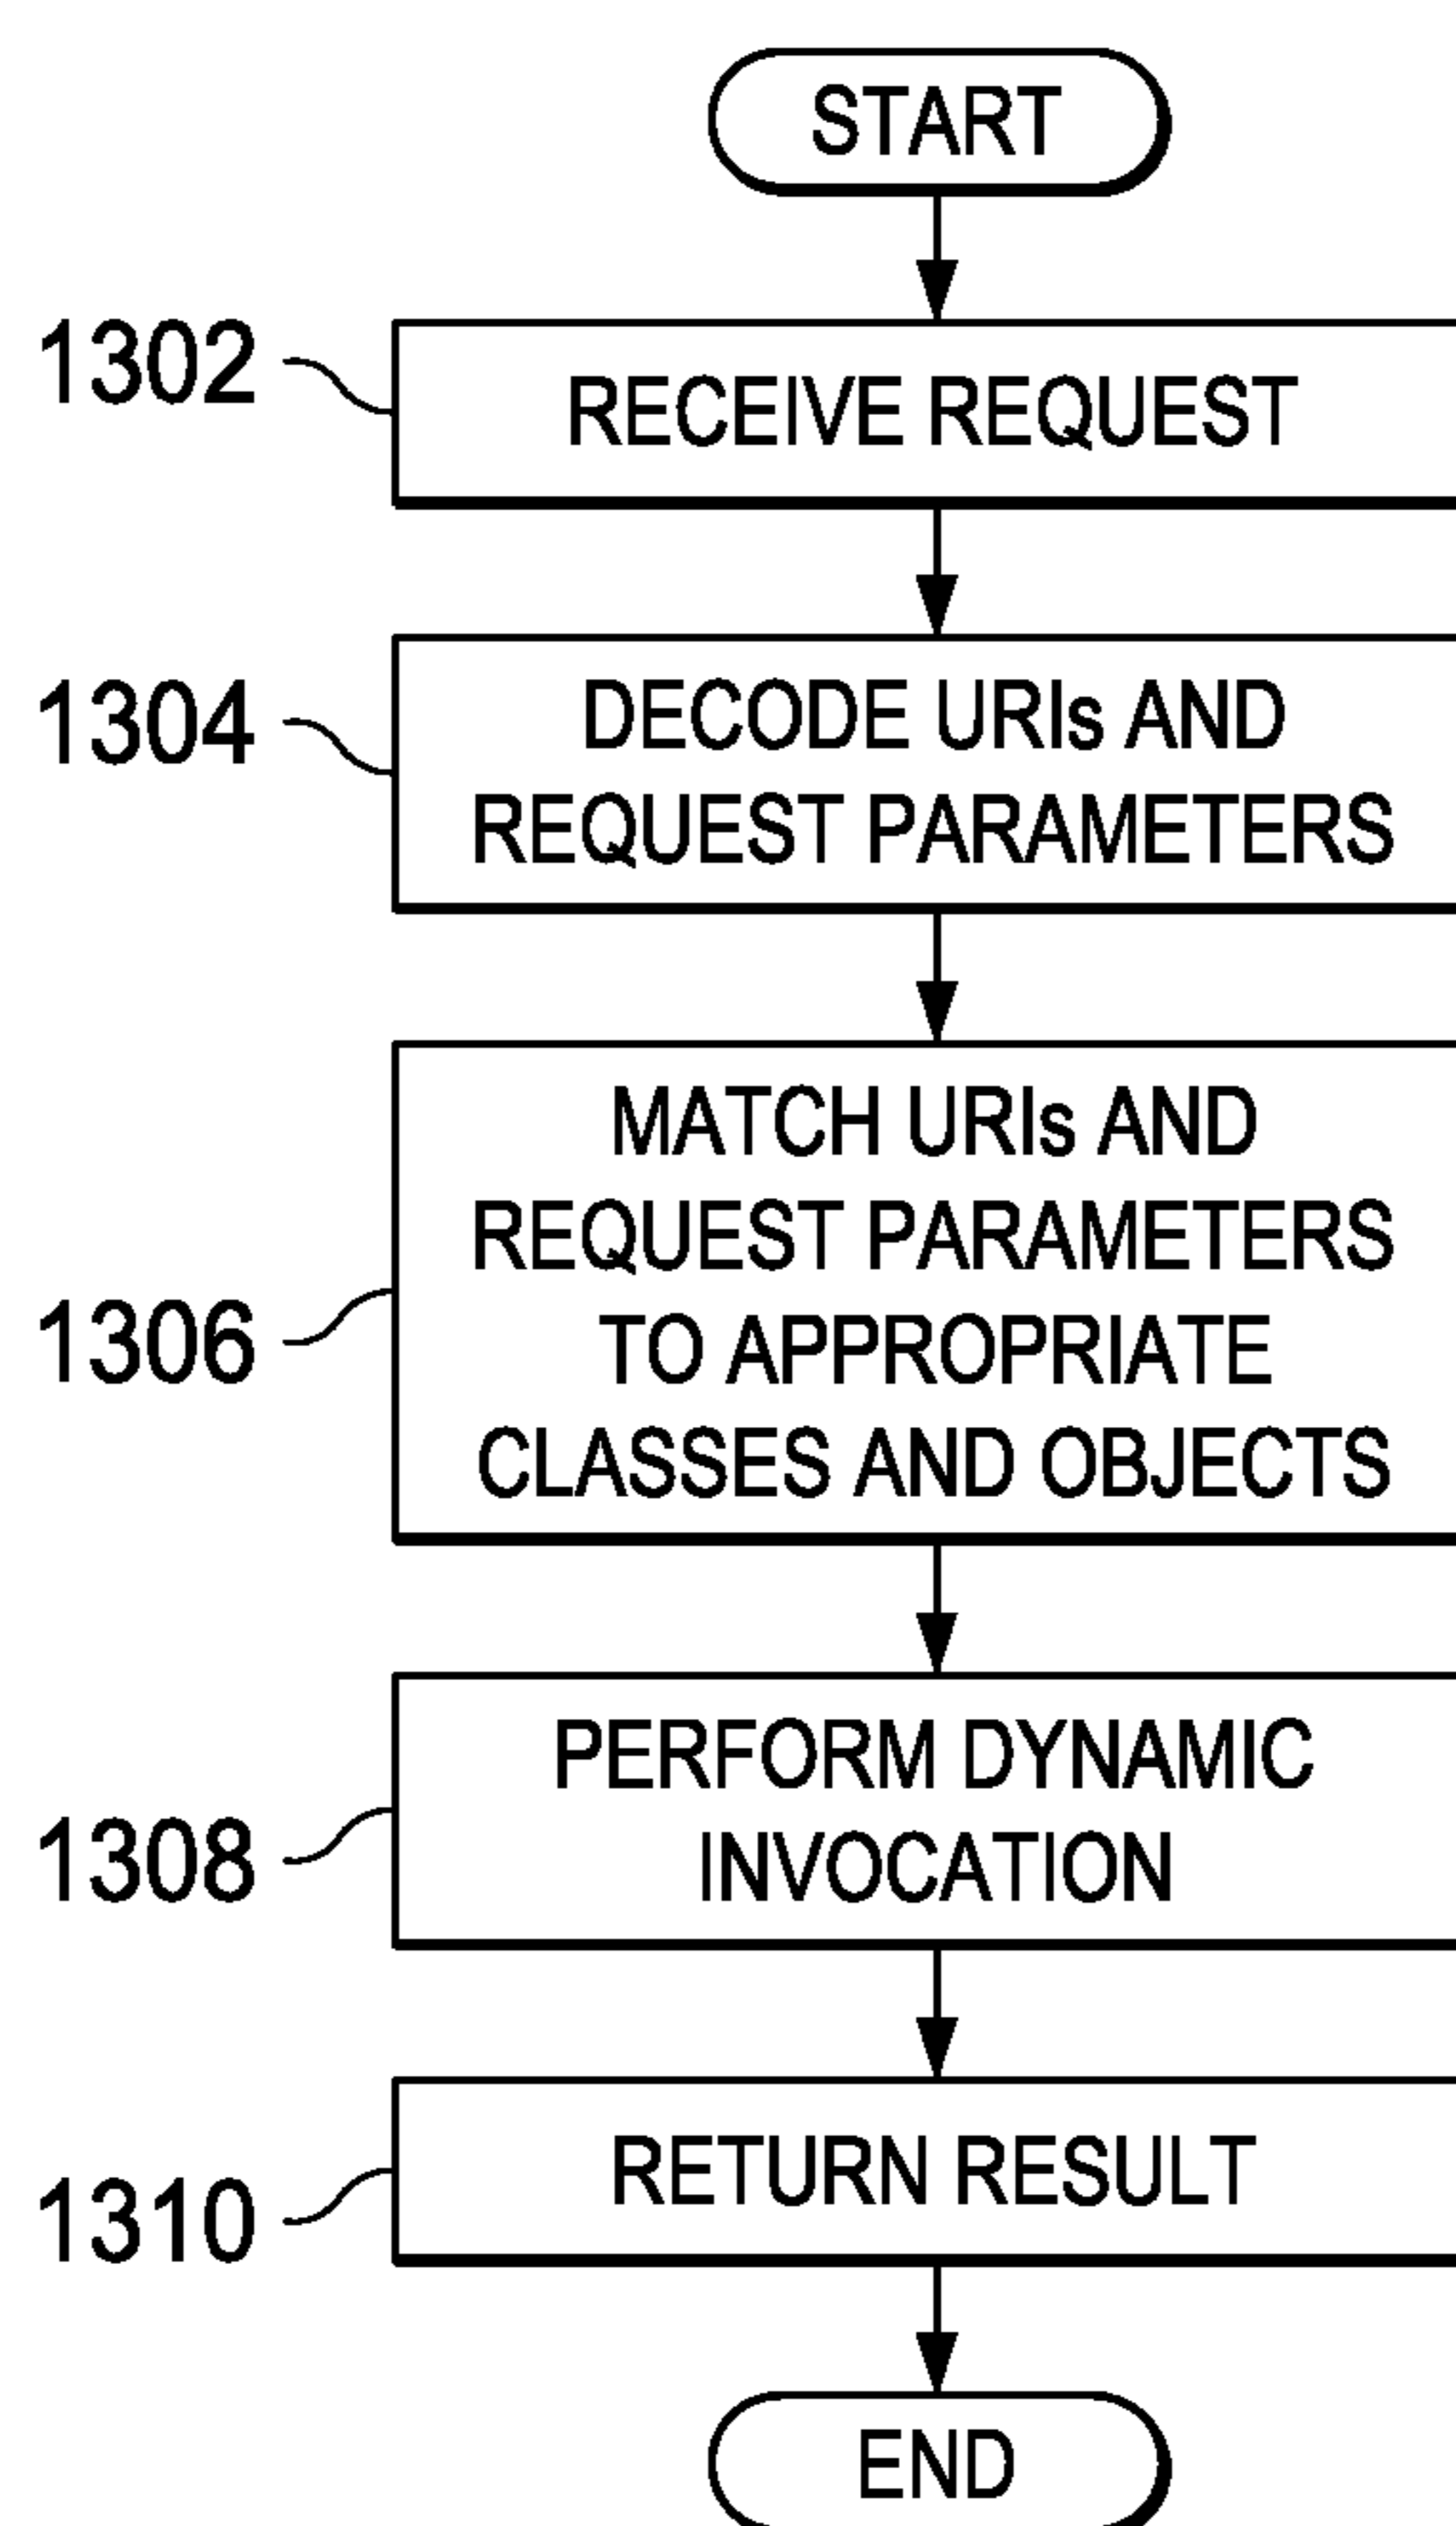 START
1302
RECEIVE REQUEST
1304
DECODE URIs AND
REQUEST PARAMETERS
1306
MATCH URIs AND
REQUEST PARAMETERS
TO APPROPRIATE
CLASSES AND OBJECTS
1308
PERFORM DYNAMIC
INVOCATION
1310
RETURN RESULT
END